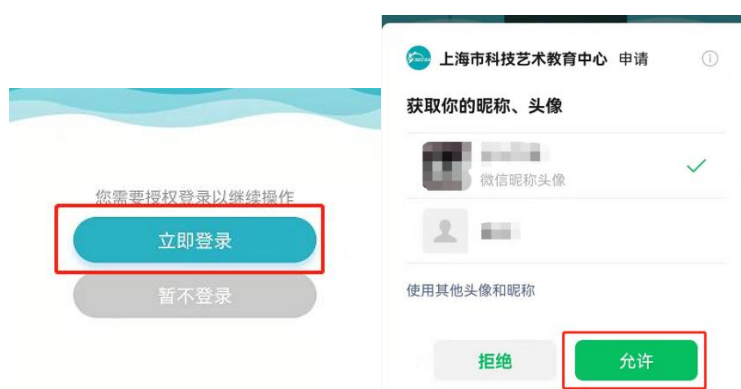 您需要授权登录以继续操作
立即登录
暂不登录
上海市科技艺术教育中心 申请
获取你的昵称、头像
微信昵称头像
使用其他头像和昵称
拒绝
允许